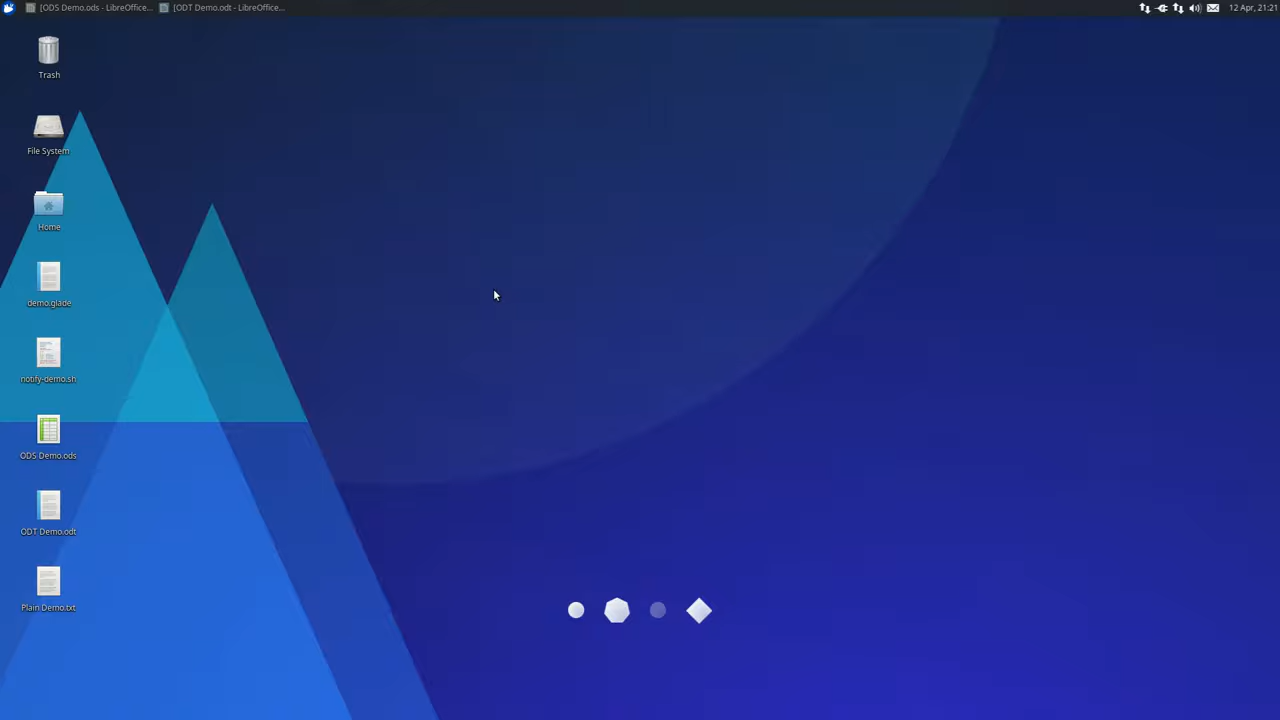 [ODS Demo.ods - LibreOffice... [ODT Demo.odt - LibreOffice... 12 Apr, 21:21
Trash
File System
Home
demo.glade
notify-demo.sh
ODS Demo.ods
ODT Demo.odt
Plain Demo.txt